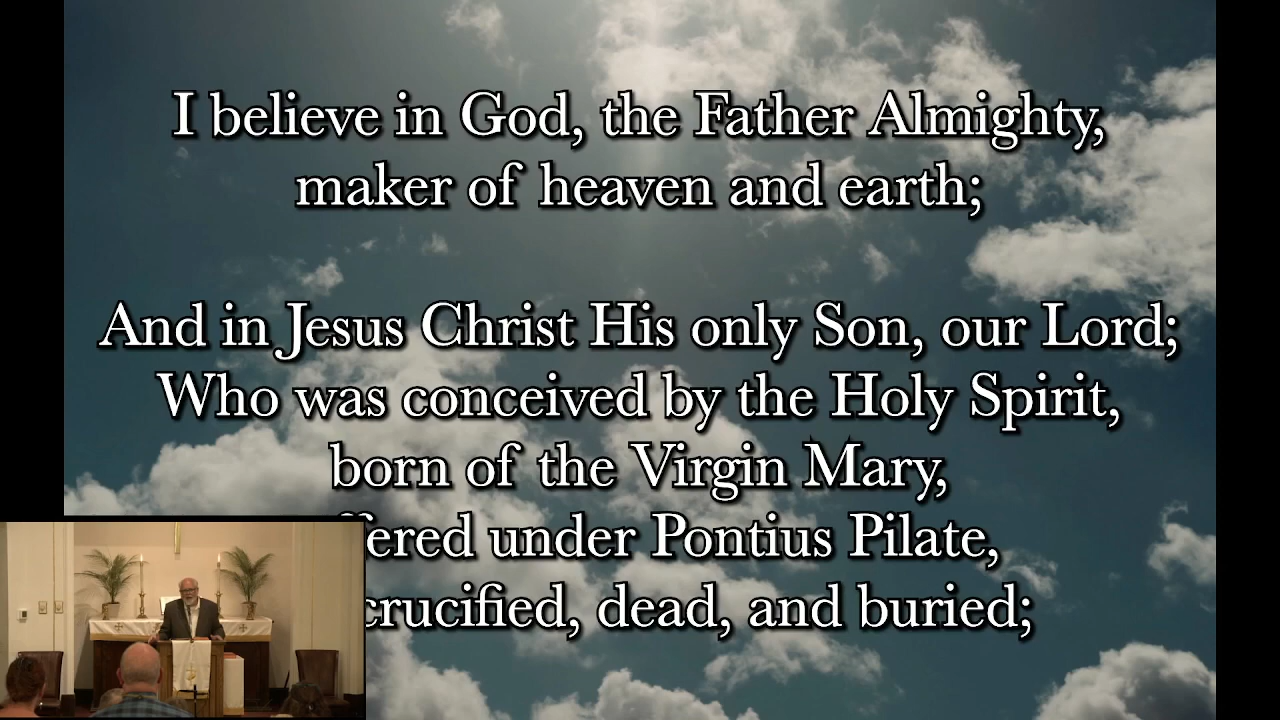 I believe in God, the Father Almighty,
maker of heaven and earth;
And in Jesus Christ His only Son, our Lord;
Who was conceived by the Holy Spirit,
born of the Virgin Mary,
ffered under Pontius Pilate,
crucified, dead, and buried;